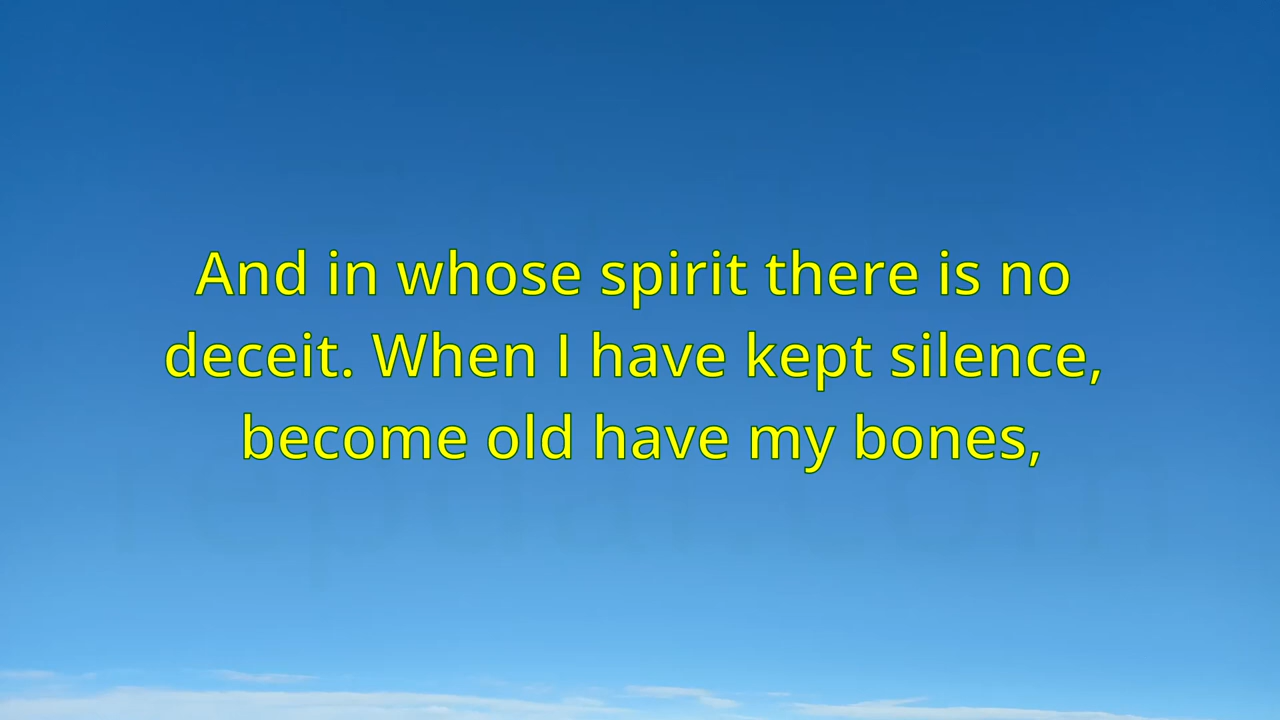 And in whose spirit there is no
deceit. When I have kept silence,
become old have my bones,